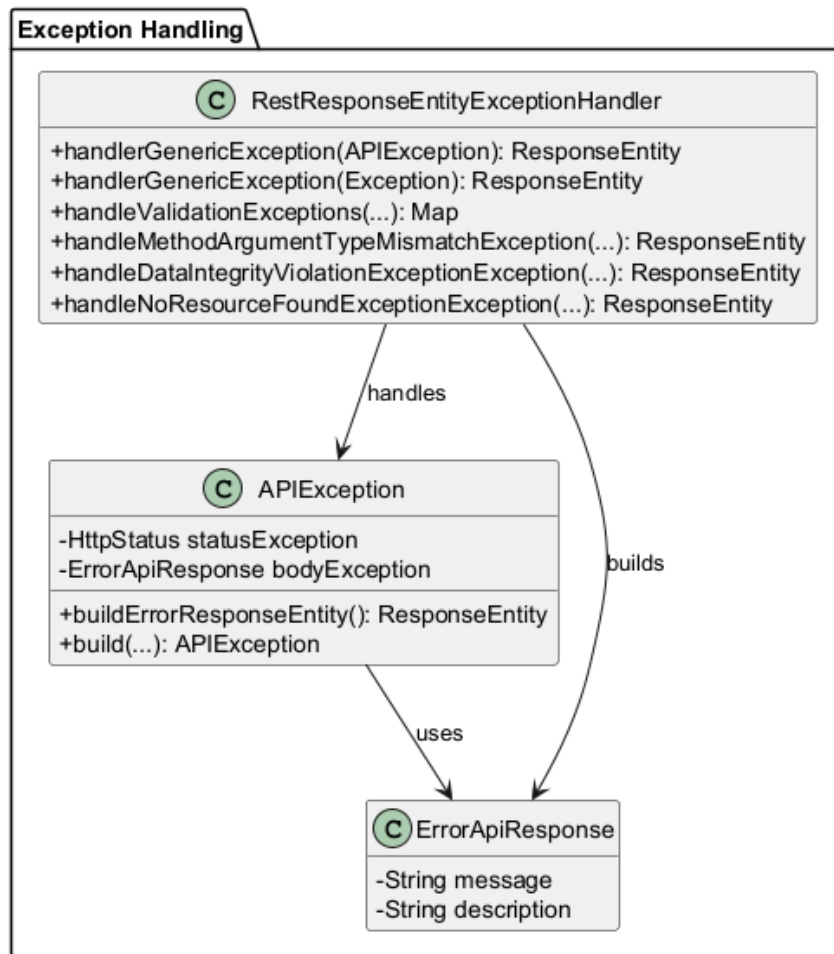 Exception Handling
C RestResponseEntityExceptionHandler
+handlerGenericException(APIException): ResponseEntity
+handlerGenericException(Exception): ResponseEntity
+handleValidationExceptions(...): Map
+handleMethodArgumentTypeMismatchException(...): ResponseEntity
+handleDataIntegrityViolationExceptionException(...): ResponseEntity
+handleNoResourceFoundExceptionException(...): ResponseEntity
handles
C APIException
-HttpStatus statusException
-ErrorApiResponse bodyException
+buildErrorResponseEntity(): ResponseEntity
+build(...): APIException
builds
uses
C ErrorApiResponse
-String message
-String description